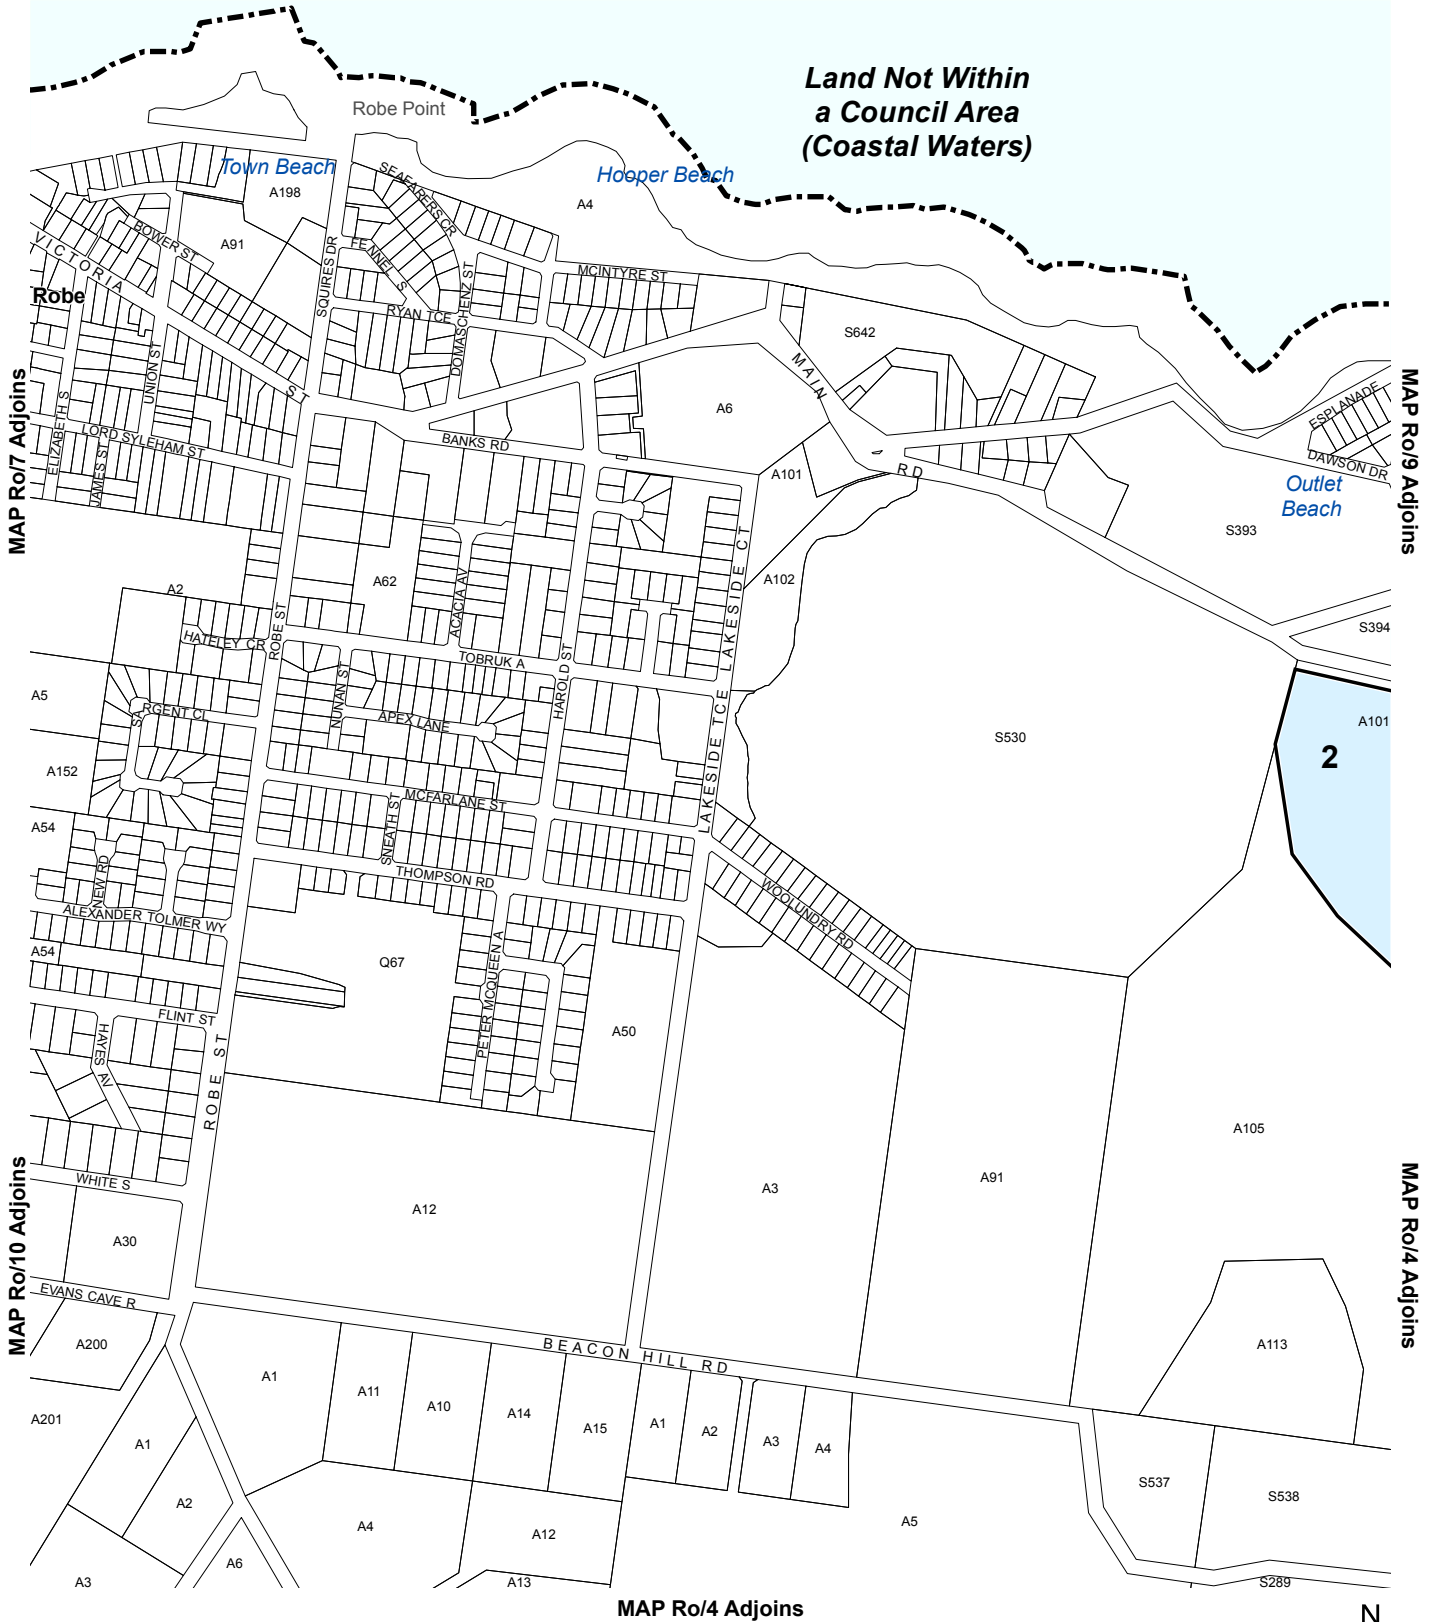 Land Not Within
a Council Area
(Coastal Waters)
Robe Point
Town Beach
Hooper Beach
A198
SEAFARERS CR
A4
BOWER ST
A91
FENNEL S
MCINTYRE ST
VICTORIA
SQUIRES DR
Robe
RYAN TCE
DOMASCHENZ ST
S642
MAIN
UNION ST
ST
ELIZABETH S
A6
ESPLANADE
LORD SYLEHAM ST
BANKS RD
DAWSON DR
JAMES ST
A101
RD
Outlet
Beach
MAP Ro/7 Adjoins
MAP Ro/9 Adjoins
S393
A2
A62
ACACIA AV
A102
LAKESIDE CT
HATELEY CR
ROBE ST
TOBRUK A
HAROLD ST
S394
A5
NUNAN ST
SARGENT CL
APEX LANE
LAKESIDE TCE
A101
S530
2
A152
MCFARLANE ST
SNEATH ST
A54
THOMPSON RD
NEW RD
WOOLUNDRY RD
ALEXANDER TOLMER WY
A54
Q67
PETER MCQUEEN A
FLINT ST
HAYES AV
A50
ROBE ST
A105
A91
A3
WHITE S
A12
A30
MAP Ro/10 Adjoins
MAP Ro/4 Adjoins
EVANS CAVE R
A200
BEACON HILL RD
A113
A1
A11
A10
A14
A15
A1
A2
A3
A4
A201
A1
S537
S538
A2
A4
A12
A5
A6
A3
A13
S289
MAP Ro/4 Adjoins
N